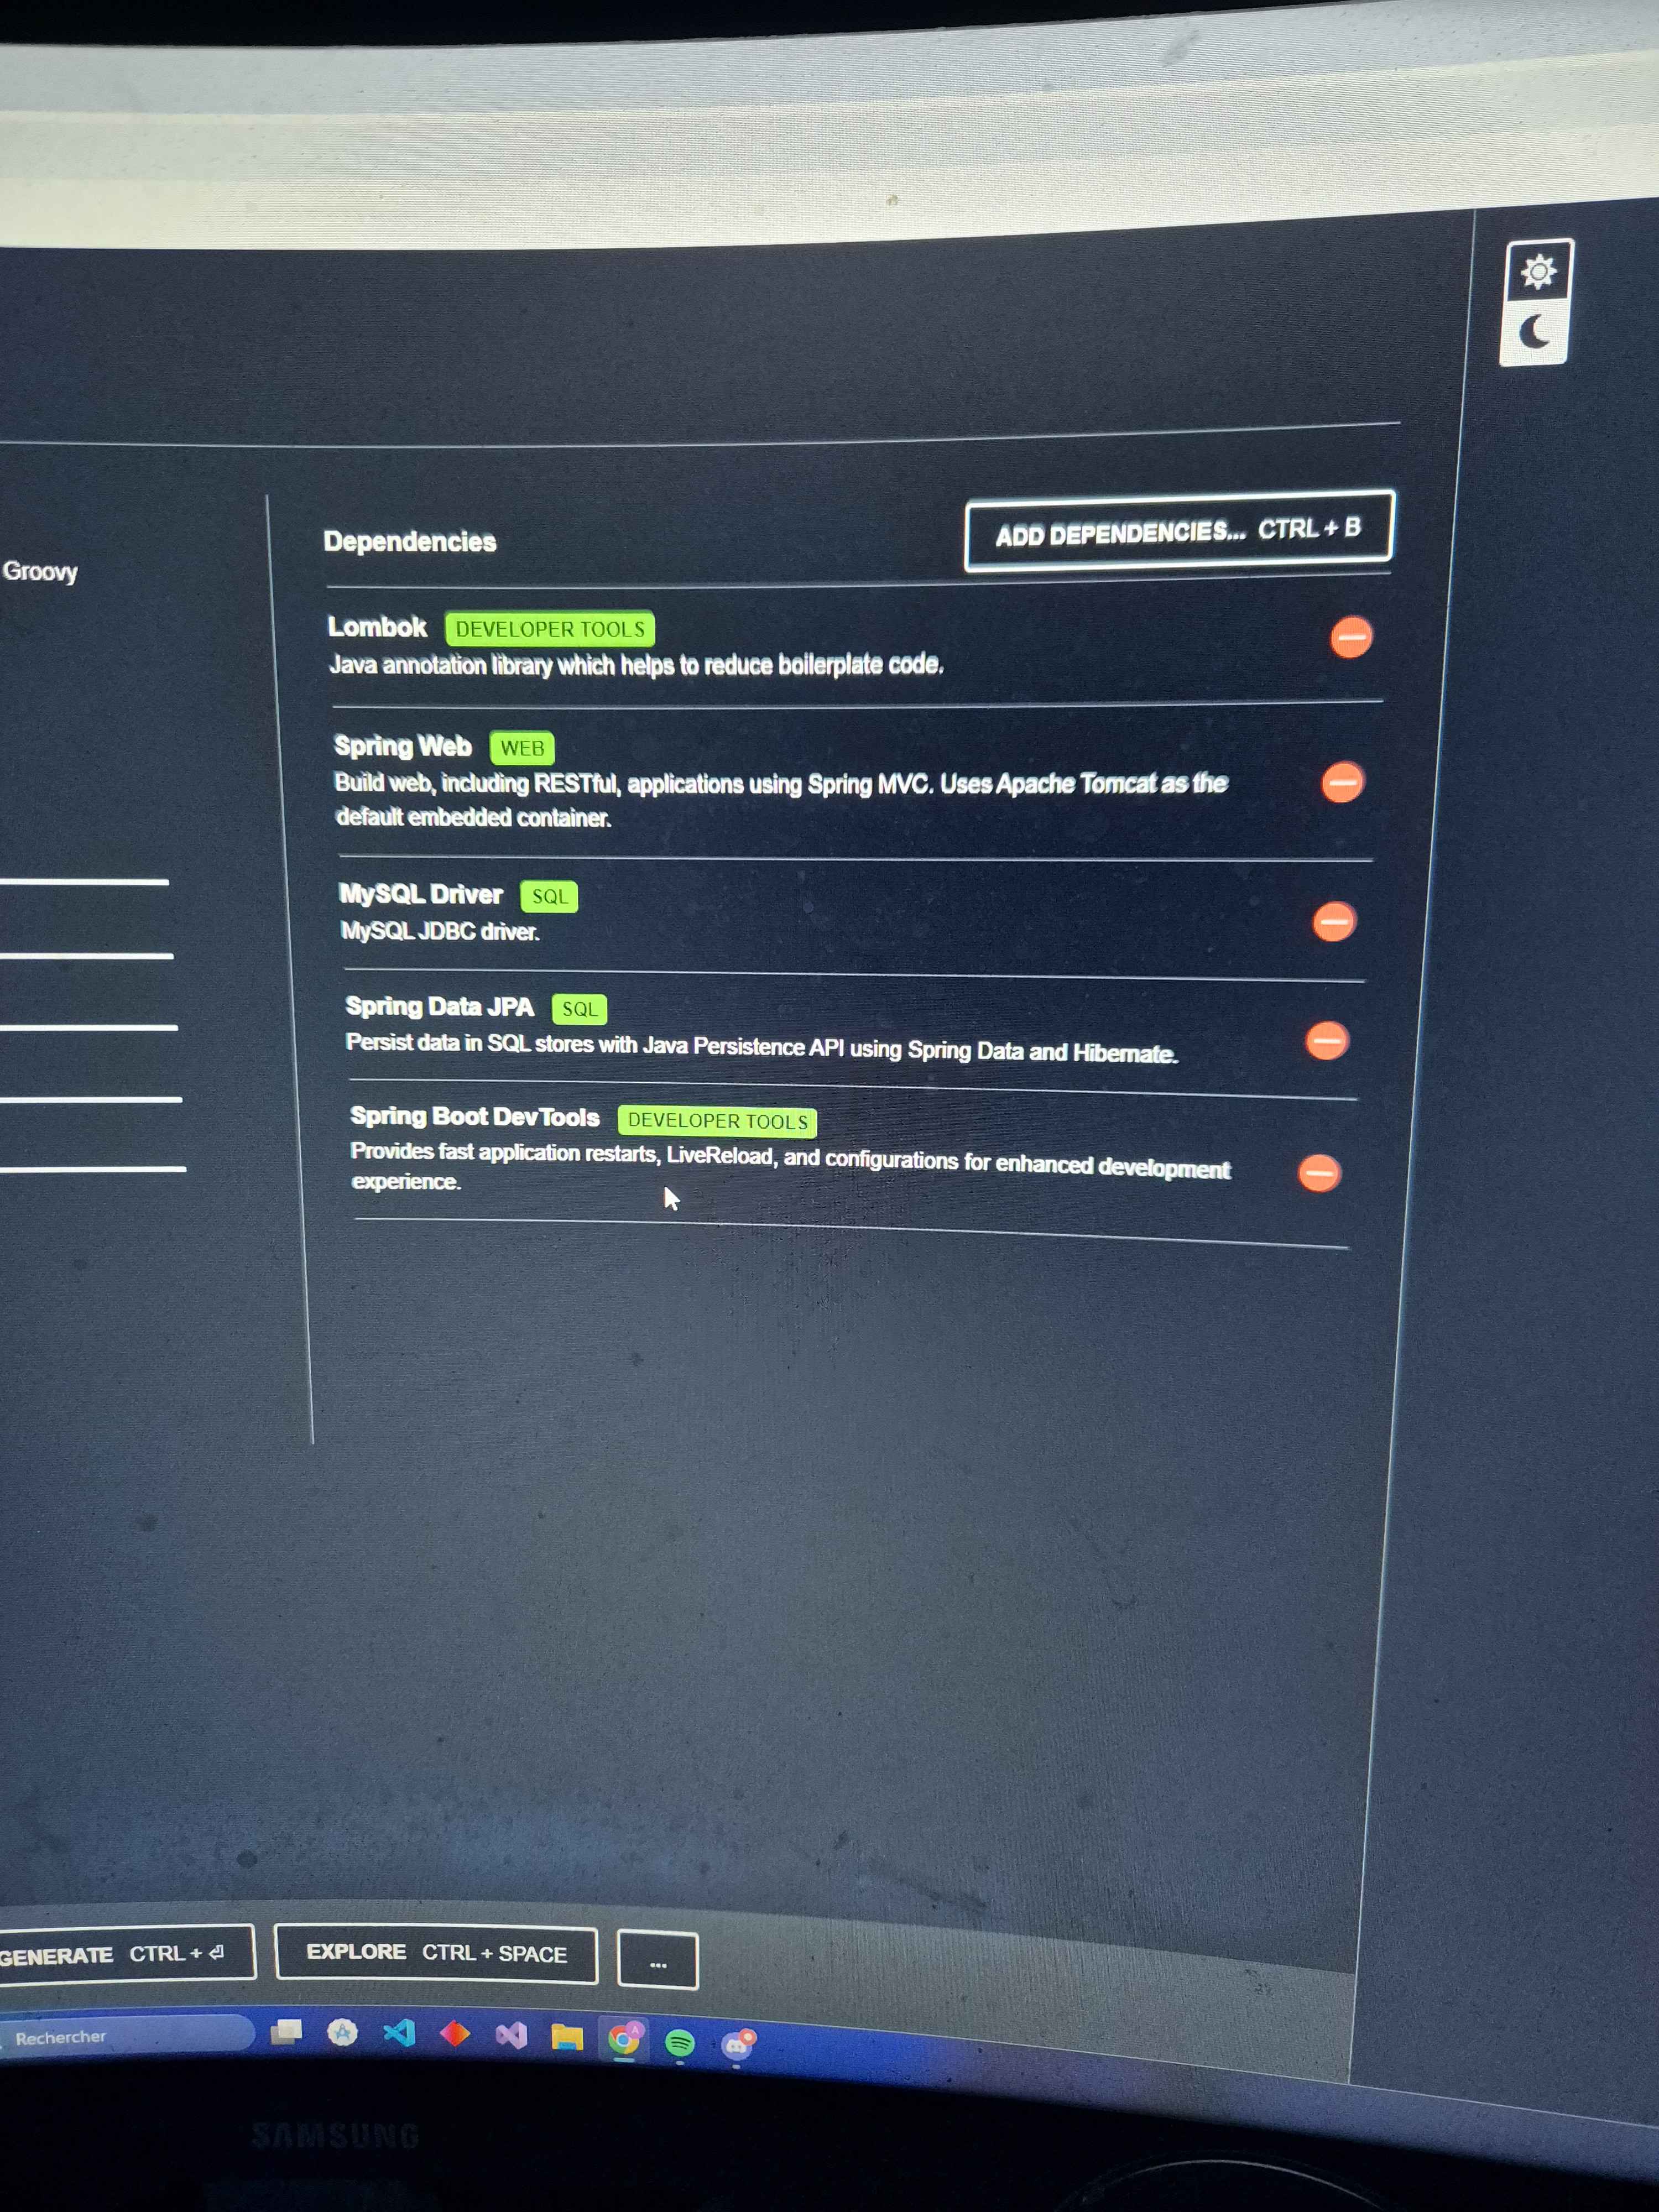 Groovy
Dependencies
ADD DEPENDENCIES... CTRL + B
Lombok DEVELOPER TOOLS
Java annotation library which helps to reduce boilerplate code.
Spring Web WEB
Build web, including RESTful, applications using Spring MVC. Uses Apache Tomcat as the
default embedded container.
MySQL Driver SQL
MySQL JDBC driver.
Spring Data JPA SQL
Persist data in SQL stores with Java Persistence API using Spring Data and Hibernate.
Spring Boot DevTools DEVELOPER TOOLS
Provides fast application restarts, LiveReload, and configurations for enhanced development
experience.
GENERATE CTRL + ⏎
EXPLORE CTRL + SPACE
...
Rechercher
SAMSUNG